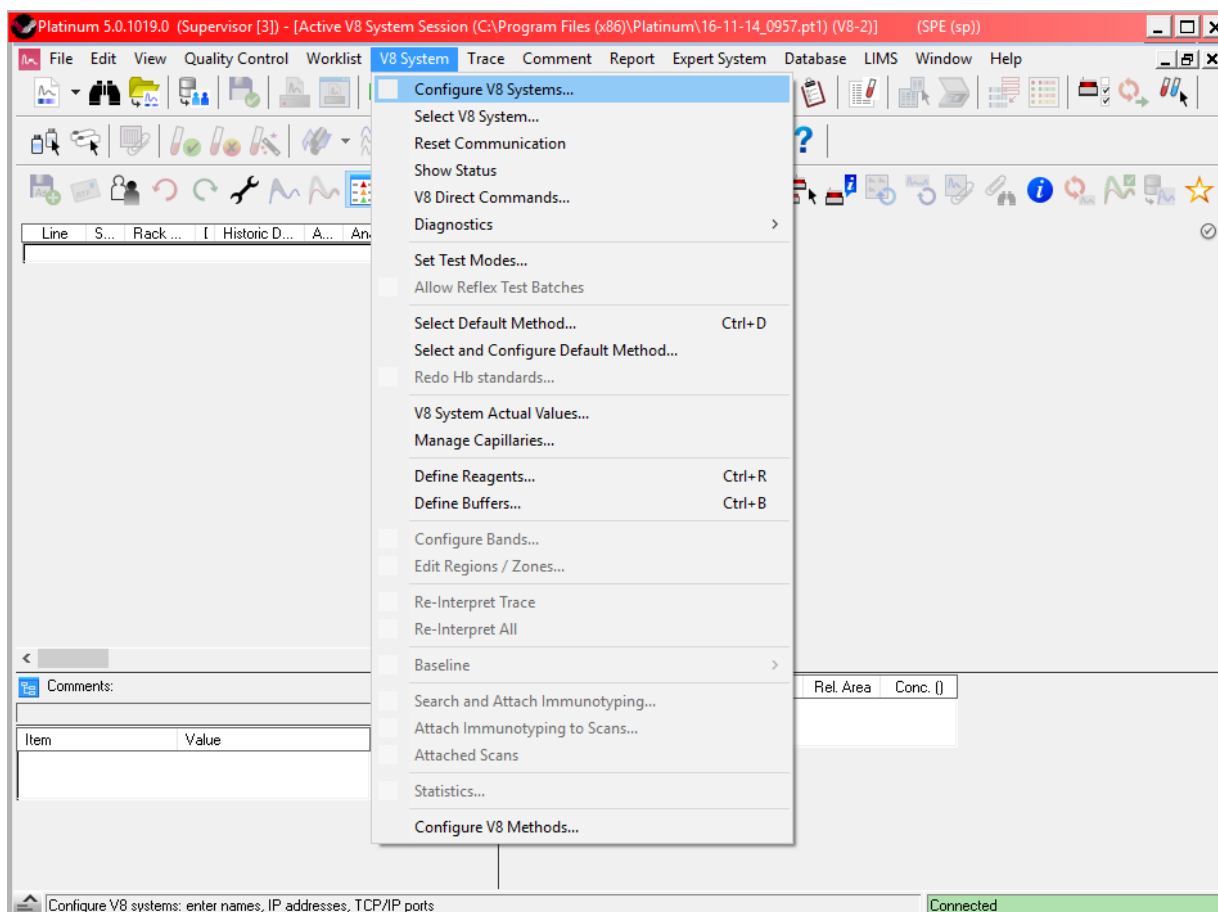 Platinum 5.0.1019.0 (Supervisor [3]) - [Active V8 System Session (C:\Program Files (x86)\Platinum\16-11-14_0957.pt1) (V8-2)] (SPE (sp))
File Edit View Quality Control Worklist V8 System Trace Comment Report Expert System Database LIMS Window Help
Configure V8 Systems...
Select V8 System...
Reset Communication
Show Status
V8 Direct Commands...
Diagnostics
Set Test Modes...
Allow Reflex Test Batches
Select Default Method... Ctrl+D
Select and Configure Default Method...
Redo Hb standards...
V8 System Actual Values...
Manage Capillaries...
Define Reagents... Ctrl+R
Define Buffers... Ctrl+B
Configure Bands...
Edit Regions / Zones...
Re-Interpret Trace
Re-Interpret All
Baseline
Search and Attach Immunotyping...
Attach Immunotyping to Scans...
Attached Scans
Statistics...
Configure V8 Methods...
Line S... Rack ... Historic D... A... An
Comments:
Item Value
Rel. Area Conc. ()
Configure V8 systems: enter names, IP addresses, TCP/IP ports
Connected